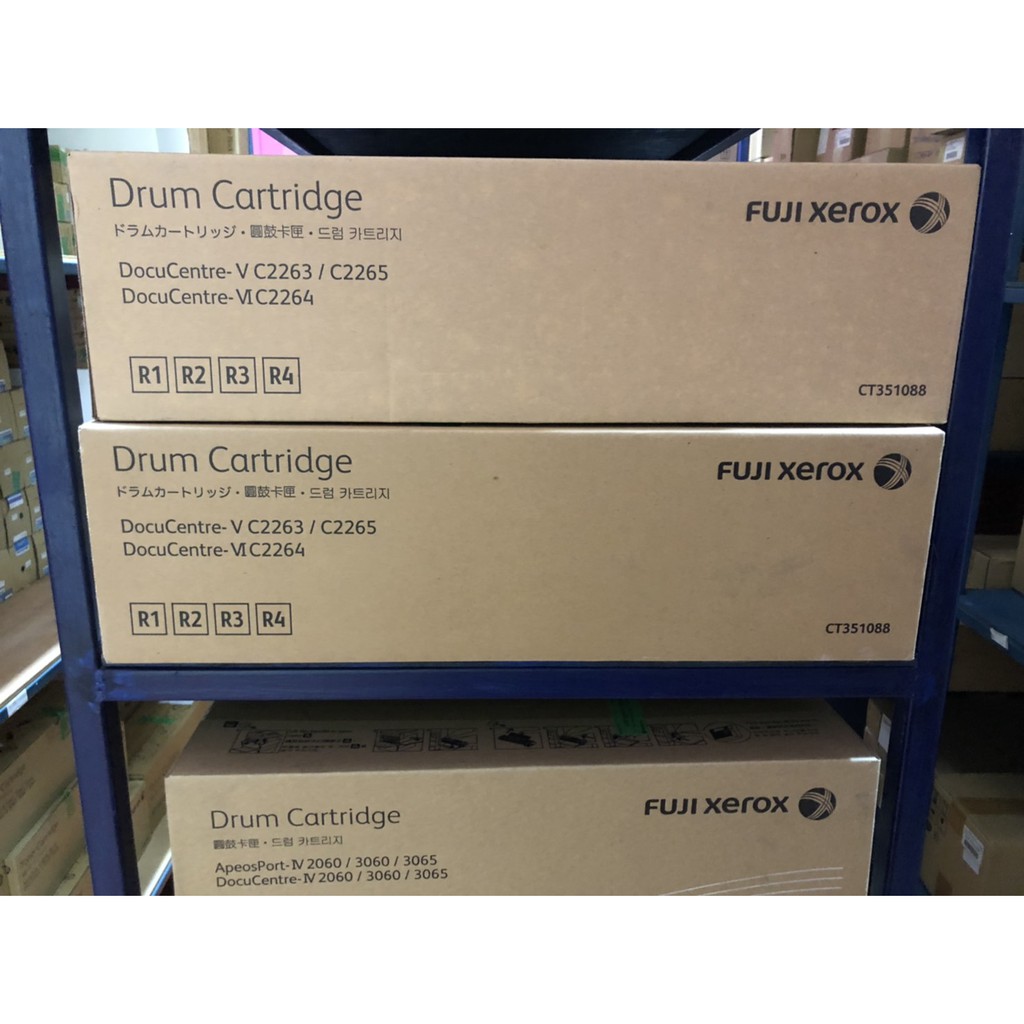 Drum Cartridge
FUJI xerox
ドラムカートリッジ・圓鼓卡匣・드럼 카트리지
DocuCentre-Ⅴ C2263 / C2265
DocuCentre-Ⅵ C2264
R1 R2 R3 R4
CT351088
Drum Cartridge
FUJI xerox
ドラムカートリッジ・圓鼓卡匣・드럼 카트리지
DocuCentre-Ⅴ C2263 / C2265
DocuCentre-Ⅵ C2264
R1 R2 R3 R4
CT351088
Drum Cartridge
FUJI xerox
圓鼓卡匣・드럼 카트리지
ApeosPort-Ⅳ 2060 / 3060 / 3065
DocuCentre-Ⅳ 2060 / 3060 / 3065